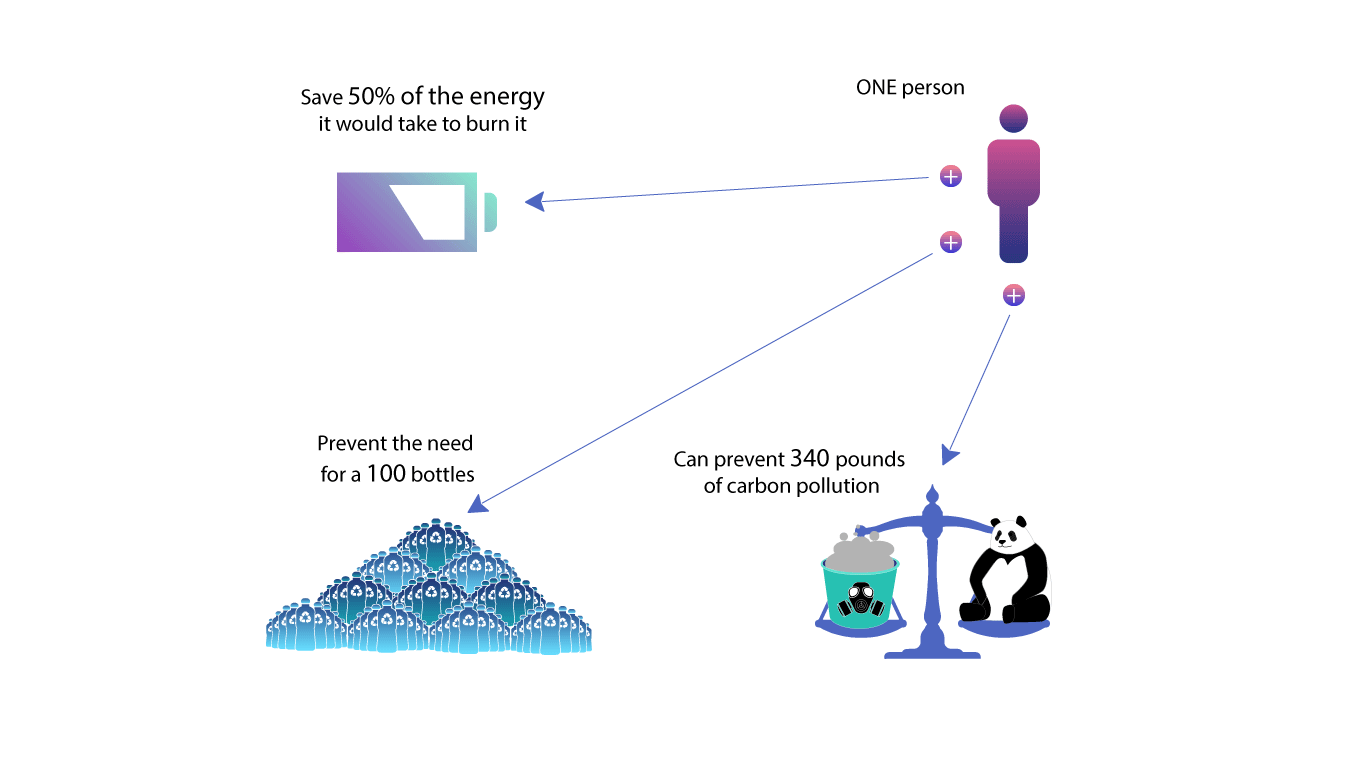 Save 50% of the energy
it would take to burn it
ONE person
Prevent the need
for a 100 bottles
Can prevent 340 pounds
of carbon pollution